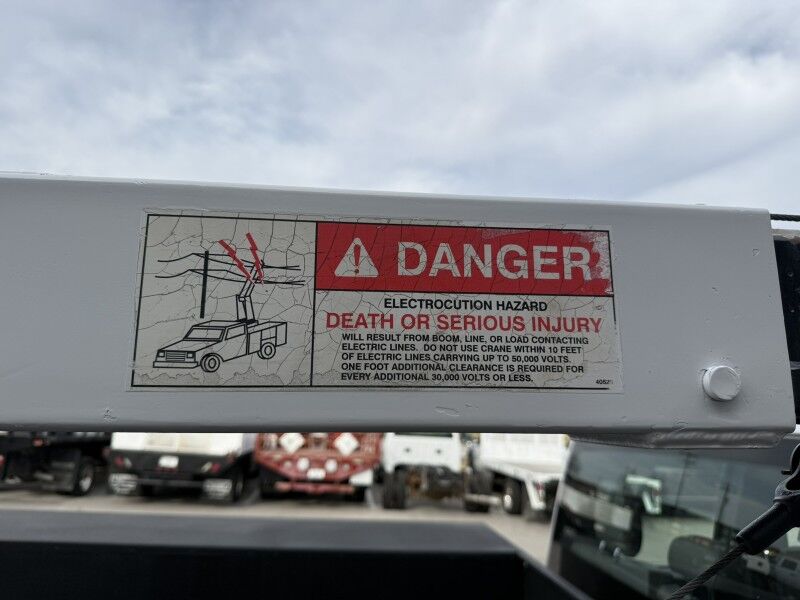 DANGER
ELECTROCUTION HAZARD
DEATH OR SERIOUS INJURY
WILL RESULT FROM BOOM, LINE, OR LOAD CONTACTING
ELECTRIC LINES. DO NOT USE CRANE WITHIN 10 FEET
OF ELECTRIC LINES CARRYING UP TO 50,000 VOLTS.
ONE FOOT ADDITIONAL CLEARANCE IS REQUIRED FOR
EVERY ADDITIONAL 30,000 VOLTS OR LESS.